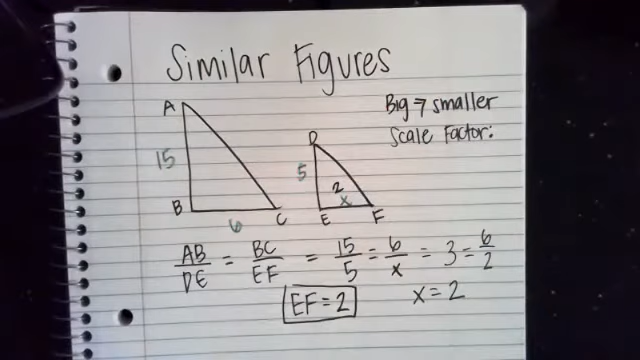 Similar Figures
Big → smaller
Scale Factor:
A
15
B
6
C
D
5
2
x
E
F
AB/DE = BC/EF = 15/5 = 6/x = 3 = 6/2
EF = 2
x = 2